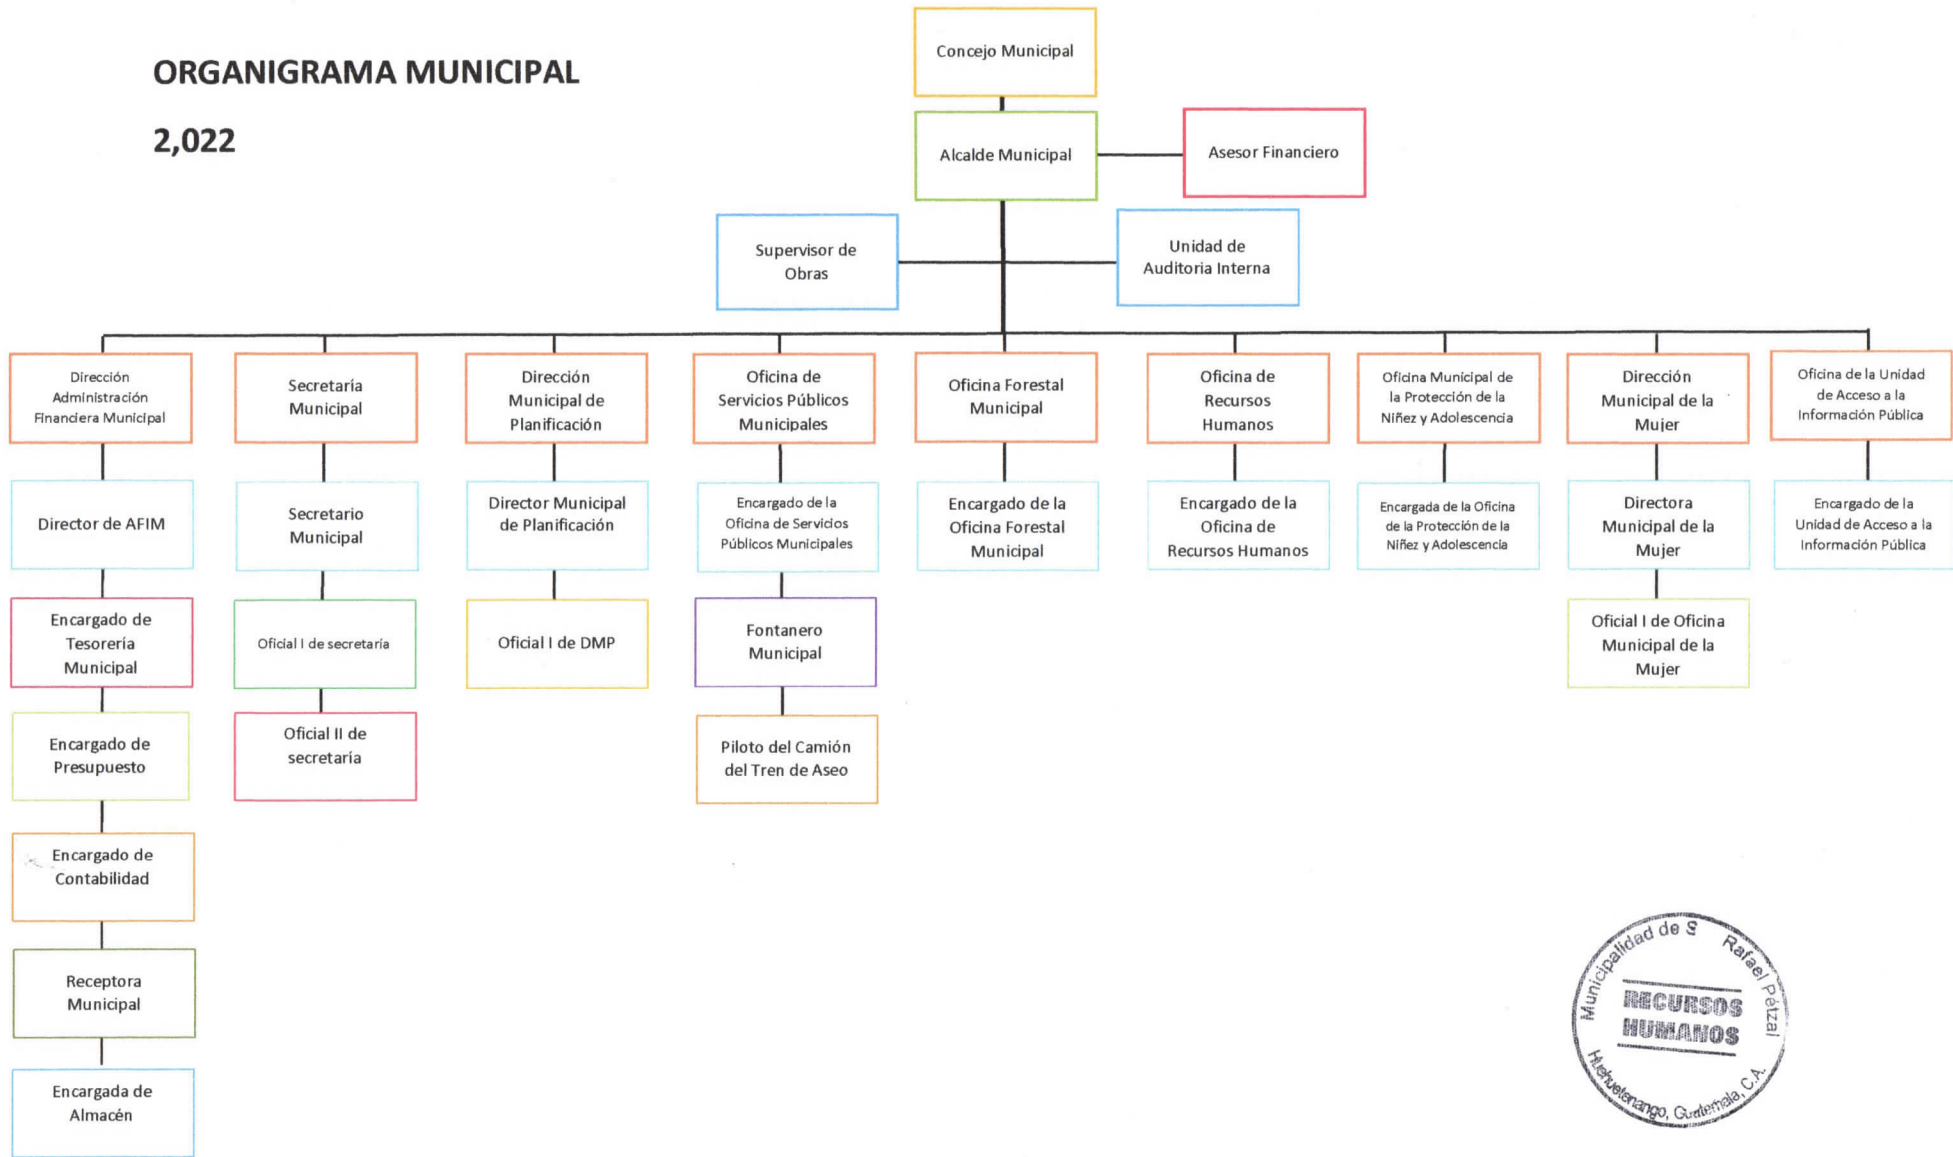 ORGANIGRAMA MUNICIPAL
2,022
Concejo Municipal
Alcalde Municipal
Asesor Financiero
Supervisor de
Obras
Unidad de
Auditoria Interna
Dirección
Administración
Financiera Municipal
Secretaría
Municipal
Dirección
Municipal de
Planificación
Oficina de
Servicios Públicos
Municipales
Oficina Forestal
Municipal
Oficina de
Recursos
Humanos
Oficina Municipal de
la Protección de la
Niñez y Adolescencia
Dirección
Municipal de la
Mujer
Oficina de la Unidad
de Acceso a la
Información Pública
Director de AFIM
Secretario
Municipal
Director Municipal
de Planificación
Encargado de la
Oficina de Servicios
Públicos Municipales
Encargado de la
Oficina Forestal
Municipal
Encargado de la
Oficina de
Recursos Humanos
Encargada de la Oficina
de la Protección de la
Niñez y Adolescencia
Directora
Municipal de la
Mujer
Encargado de la
Unidad de Acceso a la
Información Pública
Encargado de
Tesorería
Municipal
Oficial I de secretaría
Oficial I de DMP
Fontanero
Municipal
Oficial I de Oficina
Municipal de la
Mujer
Encargado de
Presupuesto
Oficial II de
secretaría
Piloto del Camión
del Tren de Aseo
Encargado de
Contabilidad
Receptora
Municipal
Encargada de
Almacén
Municipalidad de S Rafael Pétzal
RECURSOS
HUMANOS
Huehuetenango, Guatemala, C.A.